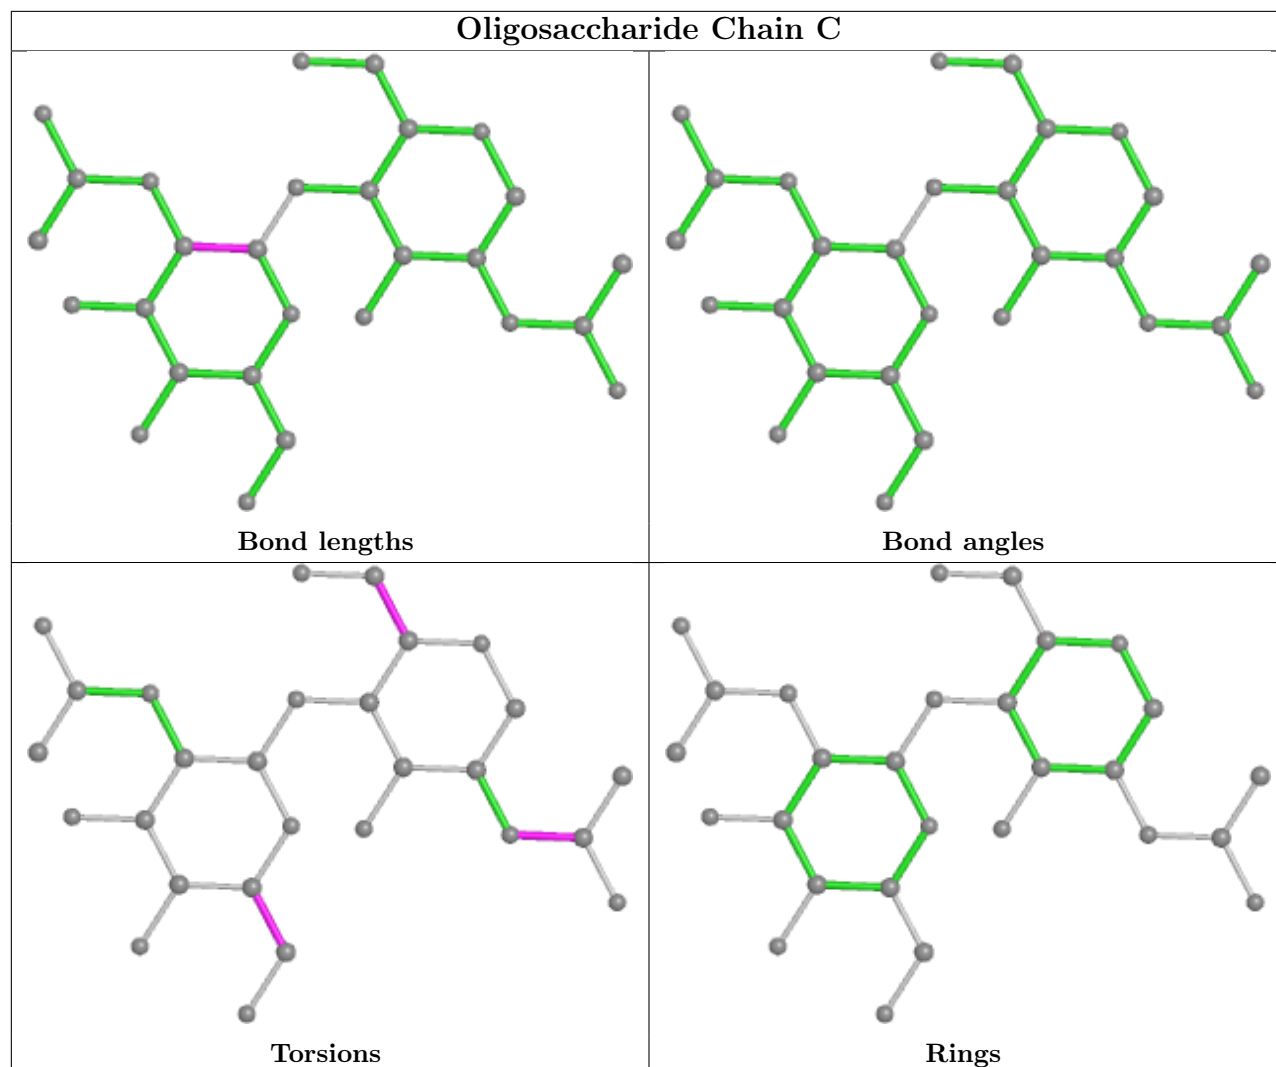 Oligosaccharide Chain C
Bond lengths
Bond angles
Torsions
Rings